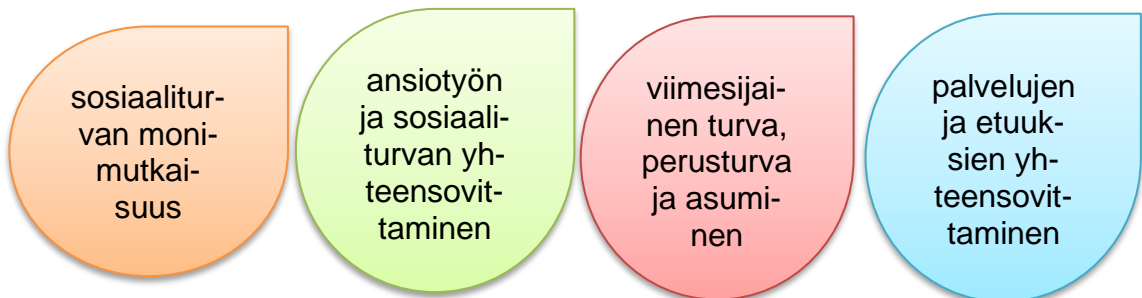 sosiaalitur-
van moni-
mutkai-
suus
ansiotyön
ja sosiaali-
turvan yh-
teensovit-
taminen
viimesijai-
nen turva,
perusturva
ja asumi-
nen
palvelujen
ja etuuk-
sien yh-
teensovit-
taminen